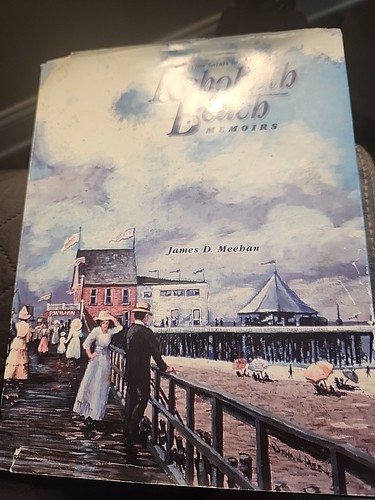 Rehoboth
Beach
MEMOIRS
James D. Meehan